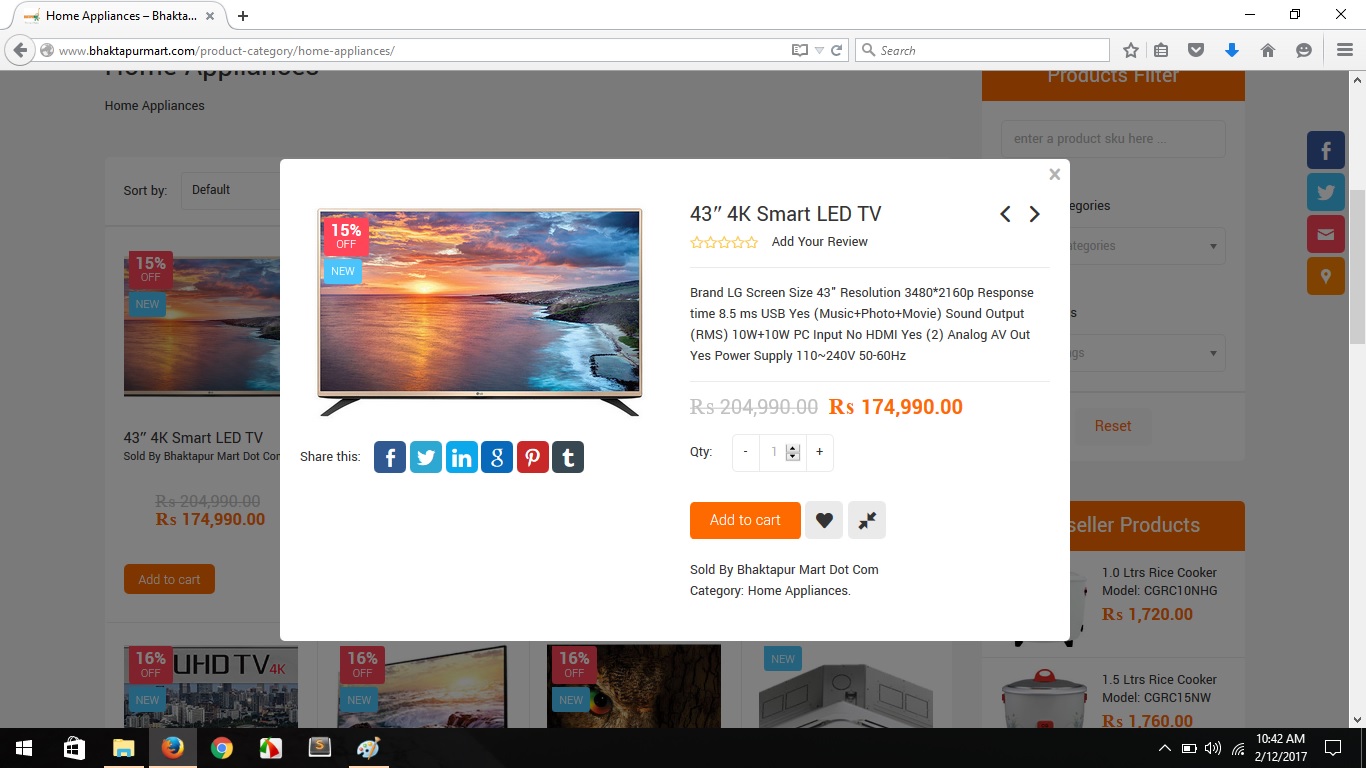 Home Appliances – Bhakta...
www.bhaktapurmart.com/product-category/home-appliances/
Search
Home Appliances
Home Appliances
Sort by:
Default
15%
OFF
NEW
43” 4K Smart LED TV
Sold By Bhaktapur Mart Dot Com
Rs 204,990.00
Rs 174,990.00
Add to cart
15%
OFF
NEW
LG
Share this:
43” 4K Smart LED TV
Add Your Review
Brand LG Screen Size 43" Resolution 3480*2160p Response
time 8.5 ms USB Yes (Music+Photo+Movie) Sound Output
(RMS) 10W+10W PC Input No HDMI Yes (2) Analog AV Out
Yes Power Supply 110~240V 50-60Hz
Rs 204,990.00 Rs 174,990.00
Qty:
- 1 +
Add to cart
Sold By Bhaktapur Mart Dot Com
Category: Home Appliances.
Products Filter
enter a product sku here ...
egories
ategories
s
gs
Reset
seller Products
1.0 Ltrs Rice Cooker
Model: CGRC10NHG
Rs 1,720.00
1.5 Ltrs Rice Cooker
Model: CGRC15NW
Rs 1,760.00
16%
OFF
NEW
UHD TV 4K
16%
OFF
NEW
16%
OFF
NEW
NEW
10:42 AM
2/12/2017